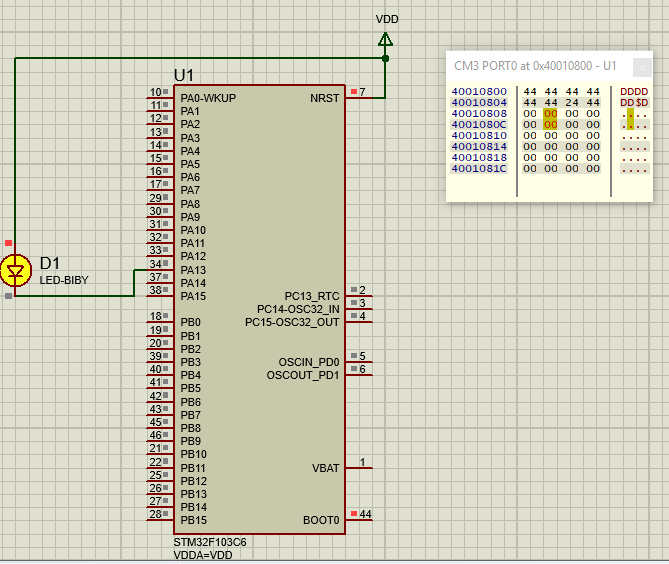 VDD
U1
10 PA0-WKUP NRST 7
11 PA1
12 PA2
13 PA3
14 PA4
15 PA5
16 PA6
17 PA7
29 PA8
30 PA9
31 PA10
32 PA11
33 PA12
34 PA13
37 PA14
38 PA15 PC13_RTC 2
PC14-OSC32_IN 3
18 PB0 PC15-OSC32_OUT 4
19 PB1
20 PB2
39 PB3 OSCIN_PD0 5
40 PB4 OSCOUT_PD1 6
41 PB5
42 PB6
43 PB7
45 PB8
46 PB9
21 PB10
22 PB11 VBAT 1
25 PB12
26 PB13
27 PB14
28 PB15 BOOT0 44
STM32F103C6
VDDA=VDD
D1
LED-BIBY
CM3 PORT0 at 0x40010800 - U1
40010800 44 44 44 44 DDDD
40010804 44 44 24 44 DD$D
40010808 00 00 00 00 ....
4001080C 00 00 00 00 ....
40010810 00 00 00 00 ....
40010814 00 00 00 00 ....
40010818 00 00 00 00 ....
4001081C 00 00 00 00 ....